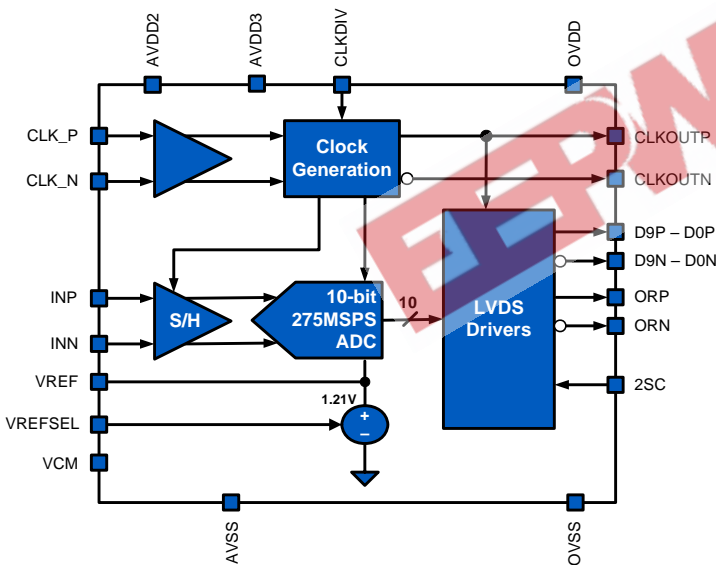 AVDD2
AVDD3
CLKDIV
OVDD
CLK_P
CLK_N
Clock
Generation
CLKOUTP
CLKOUTN
D9P – D0P
D9N – D0N
INP
INN
S/H
10-bit
275MSPS
ADC
10
LVDS
Drivers
ORP
ORN
VREF
1.21V
VREFSEL
+
–
2SC
VCM
AVSS
OVSS
EEPW